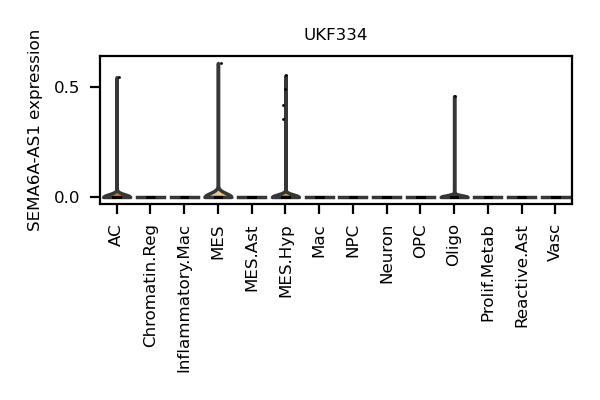 UKF334
SEMA6A-AS1 expression
0.5
0.0
AC
Chromatin.Reg
Inflammatory.Mac
MES
MES.Ast
MES.Hyp
Mac
NPC
Neuron
OPC
Oligo
Prolif.Metab
Reactive.Ast
Vasc